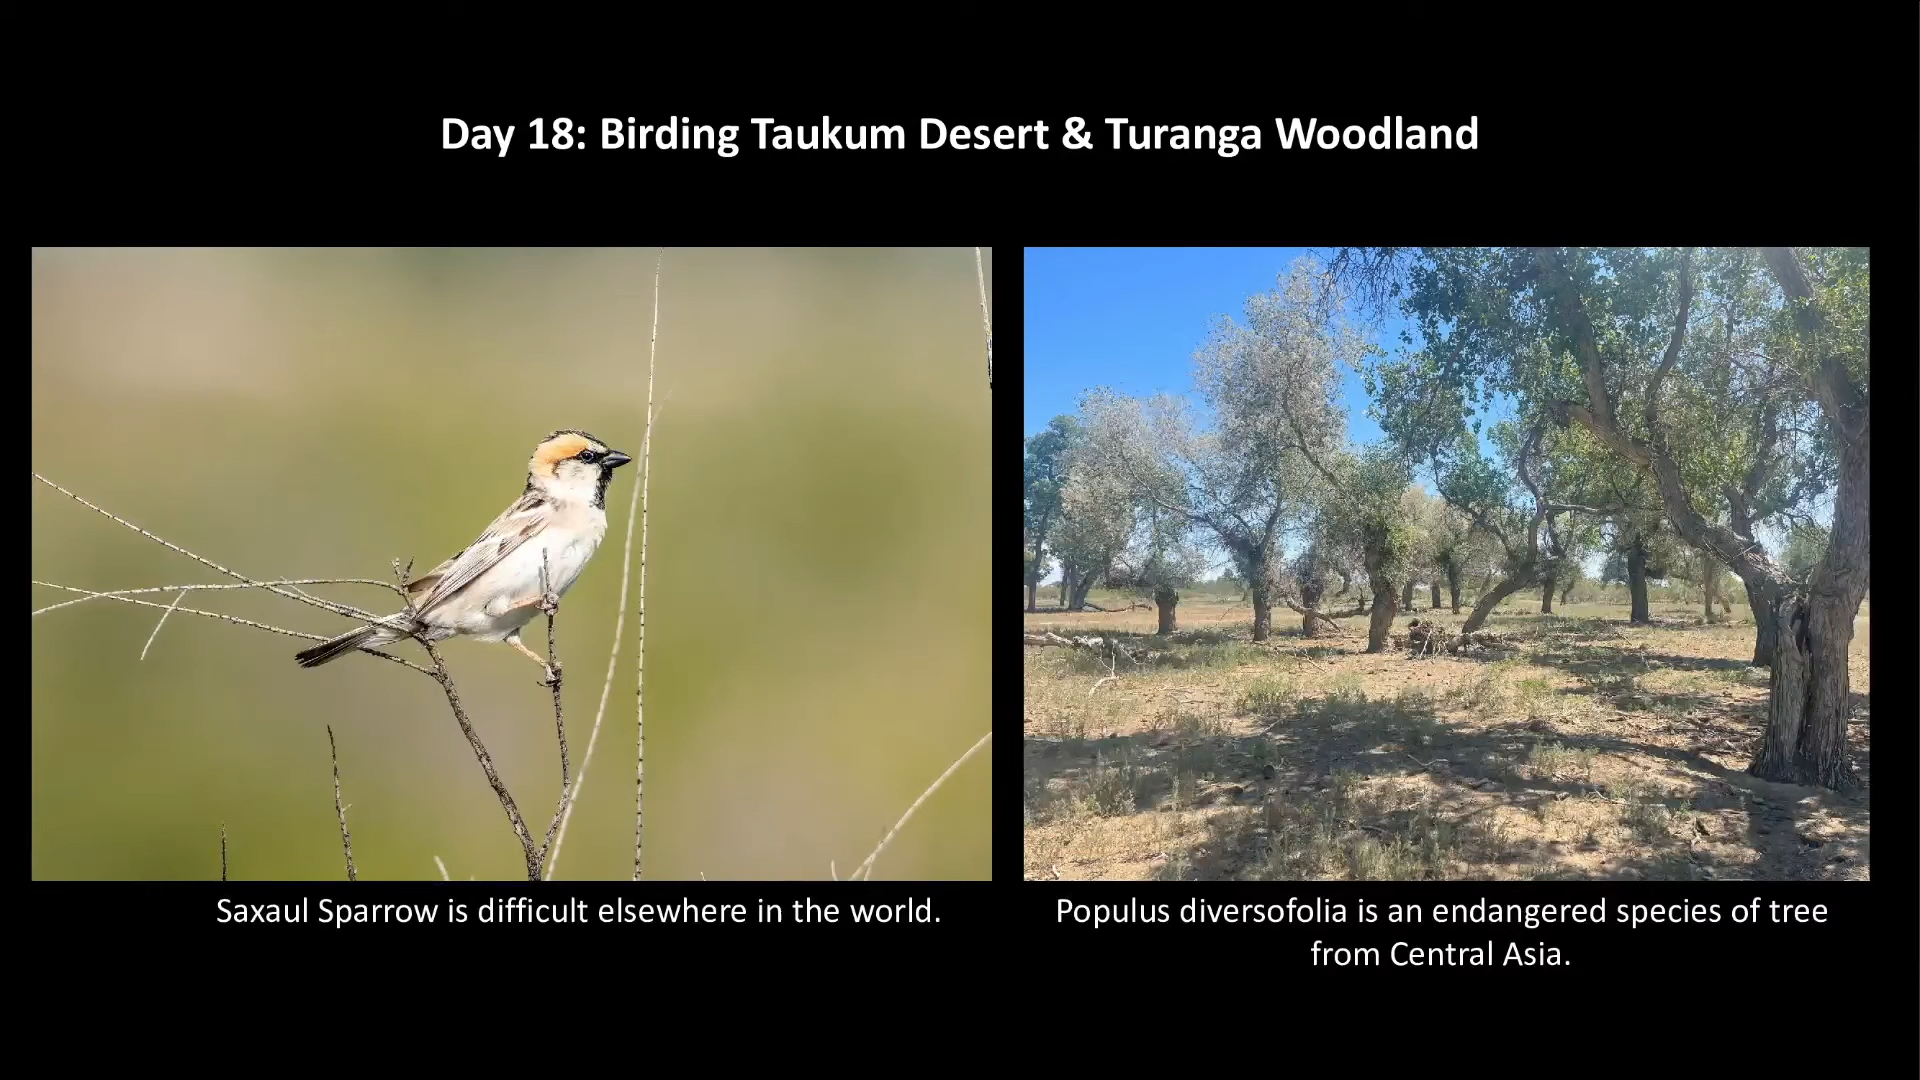 Day 18: Birding Taukum Desert & Turanga Woodland
Saxaul Sparrow is difficult elsewhere in the world.
Populus diversofolia is an endangered species of tree
from Central Asia.